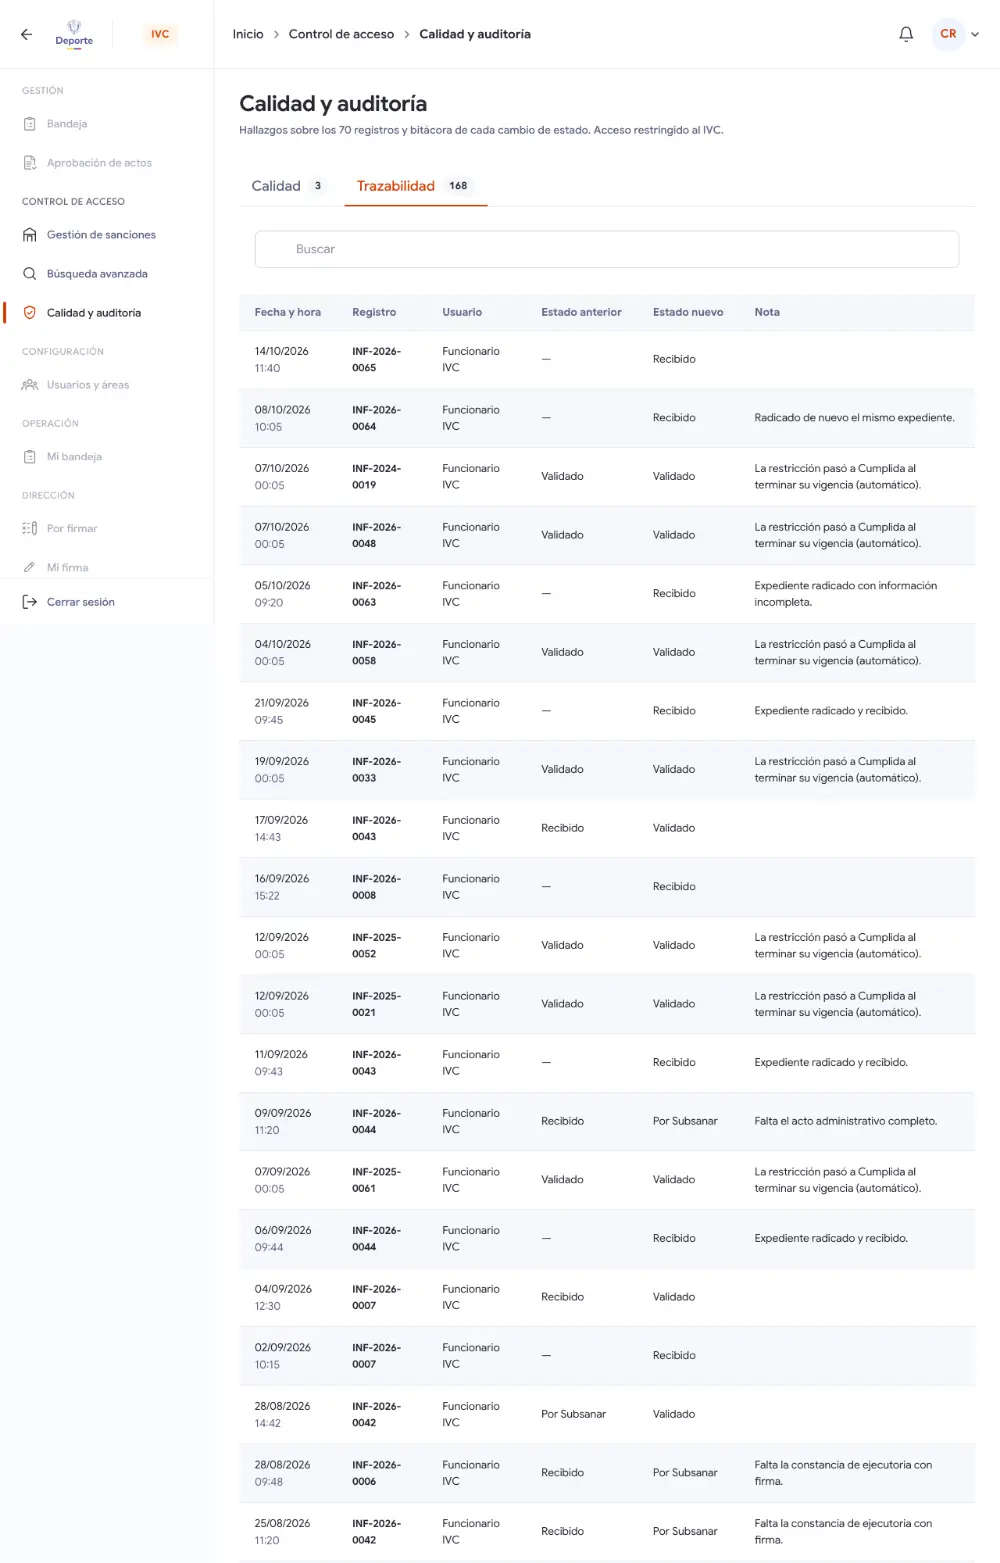 Deporte
IVC
Inicio > Control de acceso > Calidad y auditoría
CR
GESTIÓN
Bandeja
Aprobación de actos
CONTROL DE ACCESO
Gestión de sanciones
Búsqueda avanzada
Calidad y auditoría
CONFIGURACIÓN
Usuarios y áreas
OPERACIÓN
Mi bandeja
DIRECCIÓN
Por firmar
Mi firma
Cerrar sesión
Calidad y auditoría
Hallazgos sobre los 70 registros y bitácora de cada cambio de estado. Acceso restringido al IVC.
Calidad 3 Trazabilidad 168
Buscar
Fecha y hora Registro Usuario Estado anterior Estado nuevo Nota
14/10/2026 INF-2026- Funcionario
— Recibido
11:40 0065 IVC
08/10/2026 INF-2026- Funcionario
— Recibido Radicado de nuevo el mismo expediente.
10:05 0064 IVC
07/10/2026 INF-2024- Funcionario La restricción pasó a Cumplida al
Validado Validado
00:05 0019 IVC terminar su vigencia (automático).
07/10/2026 INF-2026- Funcionario La restricción pasó a Cumplida al
Validado Validado
00:05 0048 IVC terminar su vigencia (automático).
05/10/2026 INF-2026- Funcionario Expediente radicado con información
— Recibido
09:20 0063 IVC incompleta.
04/10/2026 INF-2026- Funcionario La restricción pasó a Cumplida al
Validado Validado
00:05 0058 IVC terminar su vigencia (automático).
21/09/2026 INF-2026- Funcionario
— Recibido Expediente radicado y recibido.
09:45 0045 IVC
19/09/2026 INF-2026- Funcionario La restricción pasó a Cumplida al
Validado Validado
00:05 0033 IVC terminar su vigencia (automático).
17/09/2026 INF-2026- Funcionario
Recibido Validado
14:43 0043 IVC
16/09/2026 INF-2026- Funcionario
— Recibido
15:22 0008 IVC
12/09/2026 INF-2025- Funcionario La restricción pasó a Cumplida al
Validado Validado
00:05 0052 IVC terminar su vigencia (automático).
12/09/2026 INF-2025- Funcionario La restricción pasó a Cumplida al
Validado Validado
00:05 0021 IVC terminar su vigencia (automático).
11/09/2026 INF-2026- Funcionario
— Recibido Expediente radicado y recibido.
09:43 0043 IVC
09/09/2026 INF-2026- Funcionario
Recibido Por Subsanar Falta el acto administrativo completo.
11:20 0044 IVC
07/09/2026 INF-2025- Funcionario La restricción pasó a Cumplida al
Validado Validado
00:05 0061 IVC terminar su vigencia (automático).
06/09/2026 INF-2026- Funcionario
— Recibido Expediente radicado y recibido.
09:44 0044 IVC
04/09/2026 INF-2026- Funcionario
Recibido Validado
12:30 0007 IVC
02/09/2026 INF-2026- Funcionario
— Recibido
10:15 0007 IVC
28/08/2026 INF-2026- Funcionario
Por Subsanar Validado
14:42 0042 IVC
28/08/2026 INF-2026- Funcionario Falta la constancia de ejecutoria con
Recibido Por Subsanar
09:48 0006 IVC firma.
25/08/2026 INF-2026- Funcionario Falta la constancia de ejecutoria con
Recibido Por Subsanar
11:20 0042 IVC firma.